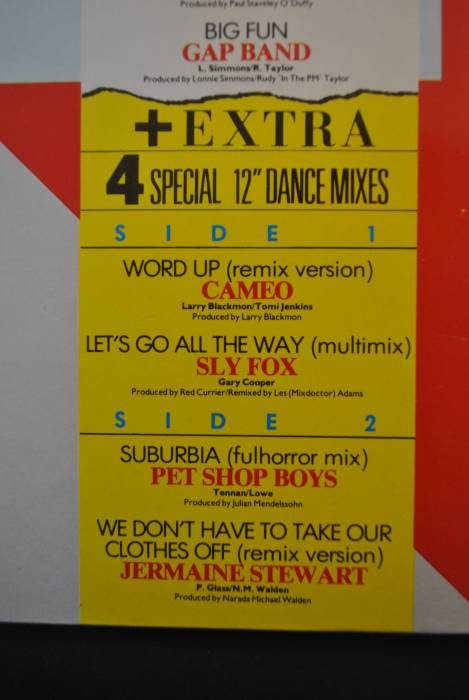 Produced by Paul Staveley O'Duffy
BIG FUN
GAP BAND
L. Simmons/R. Taylor
Produced by Lonnie Simmons/Rudy 'In The PM' Taylor
+EXTRA
4 SPECIAL 12" DANCE MIXES
SIDE 1
WORD UP (remix version)
CAMEO
Larry Blackmon/Tomi Jenkins
Produced by Larry Blackmon
LET'S GO ALL THE WAY (multimix)
SLY FOX
Gary Cooper
Produced by Red Currier/Remixed by Les (Mixdoctor) Adams
SIDE 2
SUBURBIA (fulhorror mix)
PET SHOP BOYS
Tennan/Lowe
Produced by Julian Mendelssohn
WE DON'T HAVE TO TAKE OUR
CLOTHES OFF (remix version)
JERMAINE STEWART
P. Glass/N.M. Walden
Produced by Narada Michael Walden